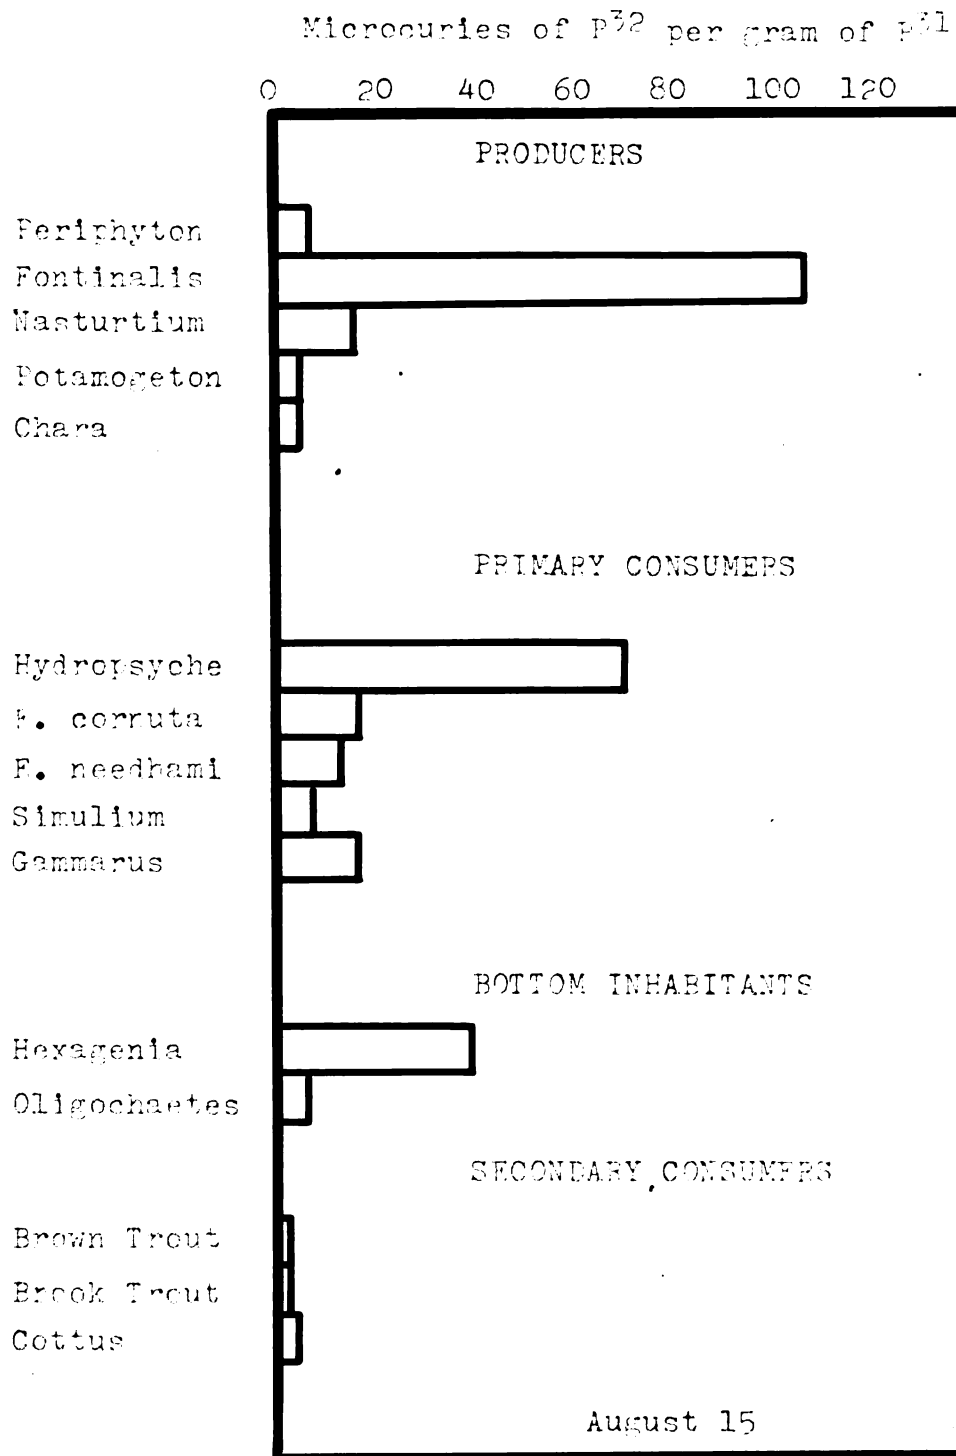 Microcuries of P32 per gram of P31
0 20 40 60 80 100 120
PRODUCERS
Periphyton
Fontinalis
Nasturtium
Potamogeton
Chara
PRIMARY CONSUMERS
Hydropsyche
cornuta
needhami
Simulium
Gammarus
BOTTOM INHABITANTS
Hexagenia
Oligochaetes
SECONDARY CONSUMERS
Brown Trout
Brook Trout
Cottus
August 15